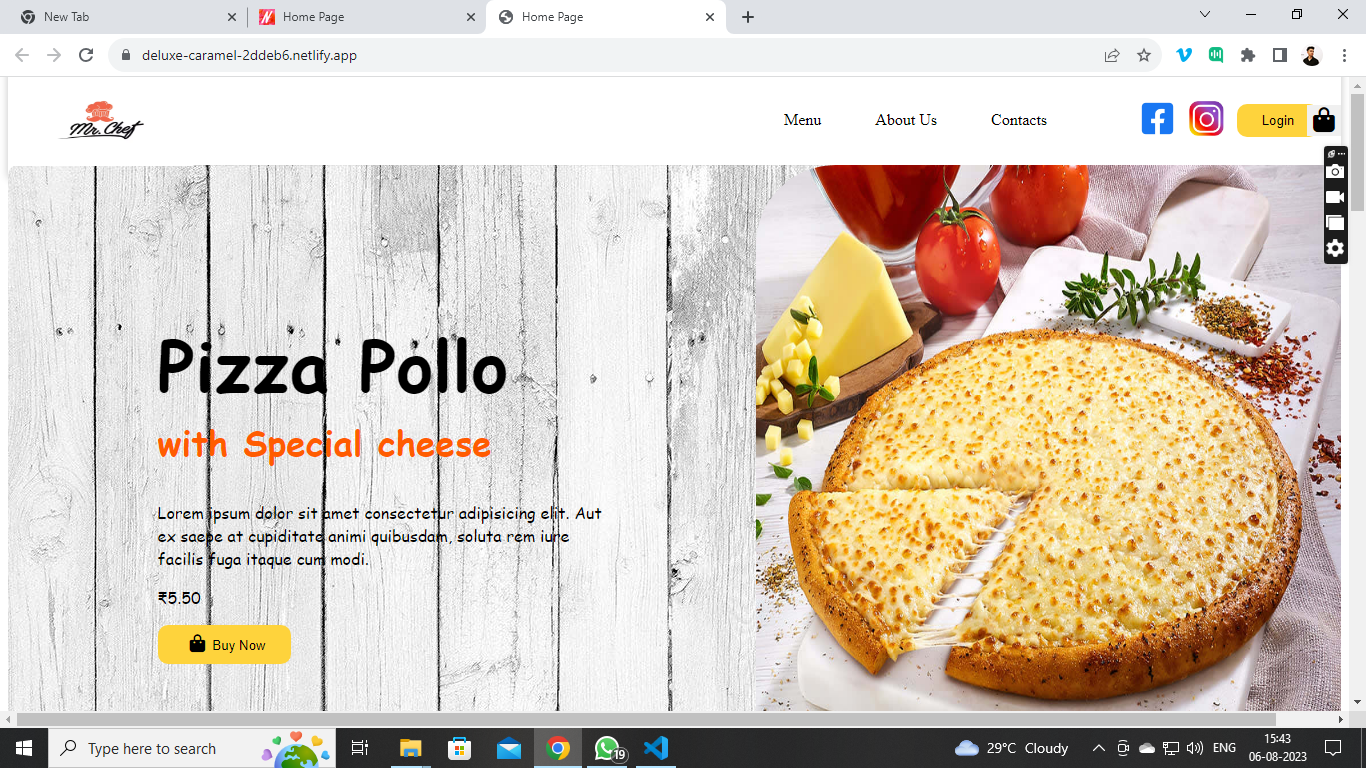 New Tab
Home Page
Home Page
deluxe-caramel-2ddeb6.netlify.app
Mr. Chef
Menu
About Us
Contacts
Login
Pizza Pollo
with Special cheese
Lorem ipsum dolor sit amet consectetur adipisicing elit. Aut
ex saepe at cupiditate animi quibusdam, soluta rem iure
facilis fuga itaque cum modi.
₹5.50
Buy Now
Type here to search
19
29°C Cloudy
ENG
15:43
06-08-2023